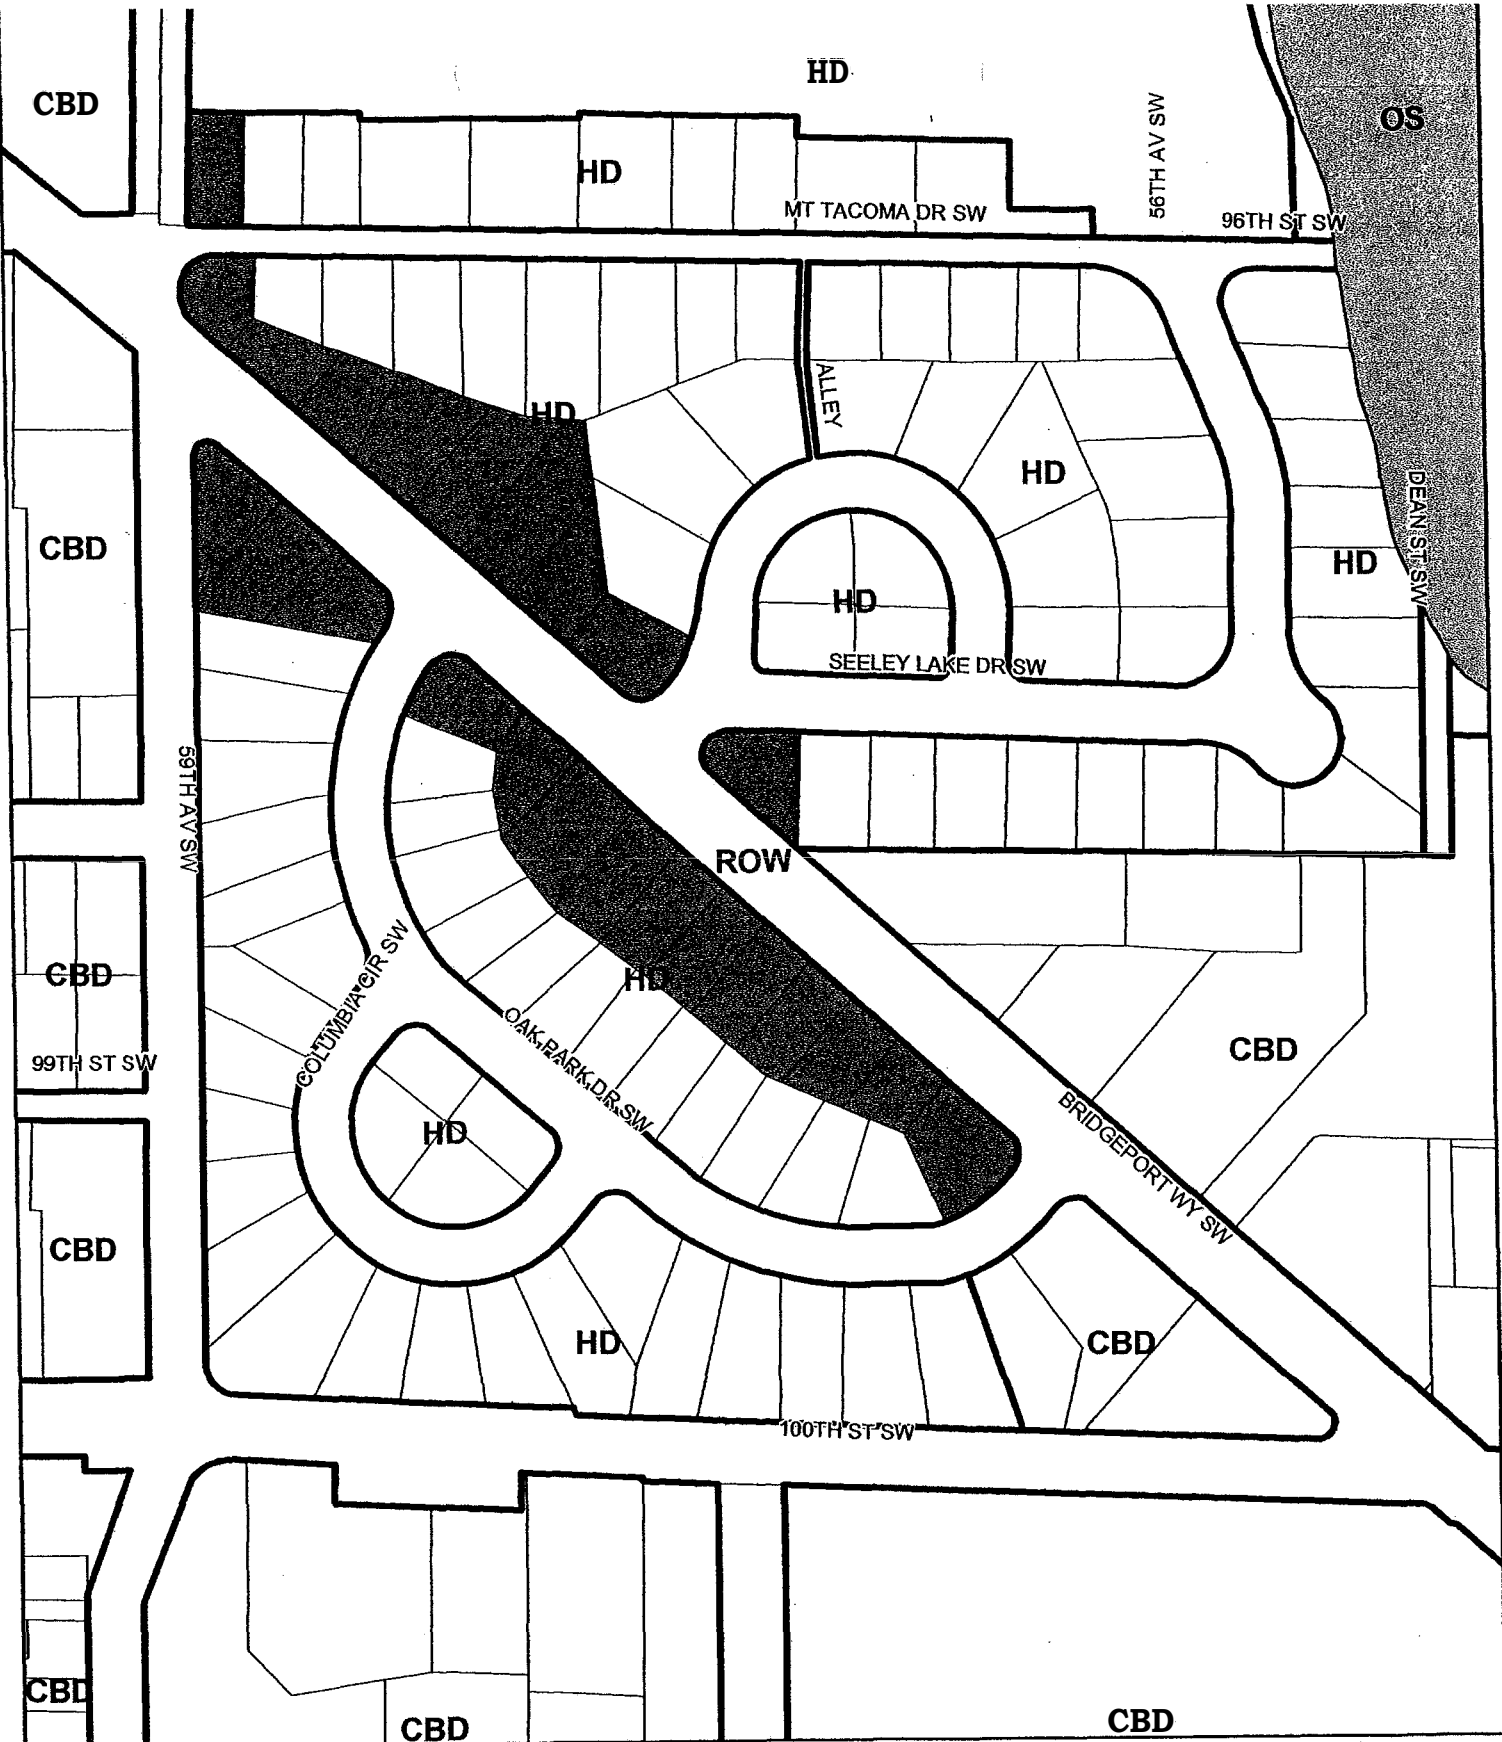 HD
CBD
OS
56TH AV SW
HD
MT TACOMA DR SW
96TH ST SW
ALLEY
HD
HD
DEAN ST SW
CBD
HD
HD
SEELEY LAKE DR SW
59TH AV SW
ROW
COLUMBIA CIR SW
CBD
HD
OAK PARK DR SW
99TH ST SW
CBD
BRIDGEPORT WY SW
HD
CBD
HD
CBD
100TH ST SW
CBD
CBD
CBD